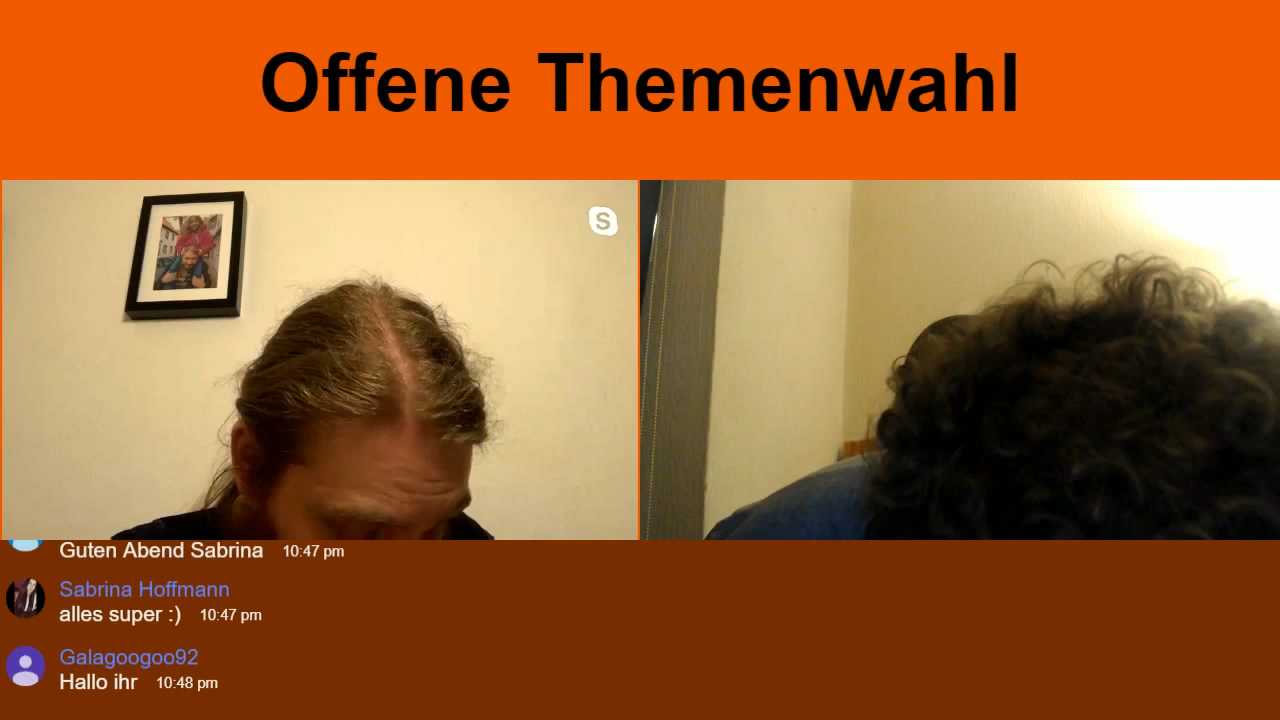 Offene Themenwahl
S
Guten Abend Sabrina 10:47 pm
Sabrina Hoffmann
alles super :) 10:47 pm
Galagoogoo92
Hallo ihr 10:48 pm